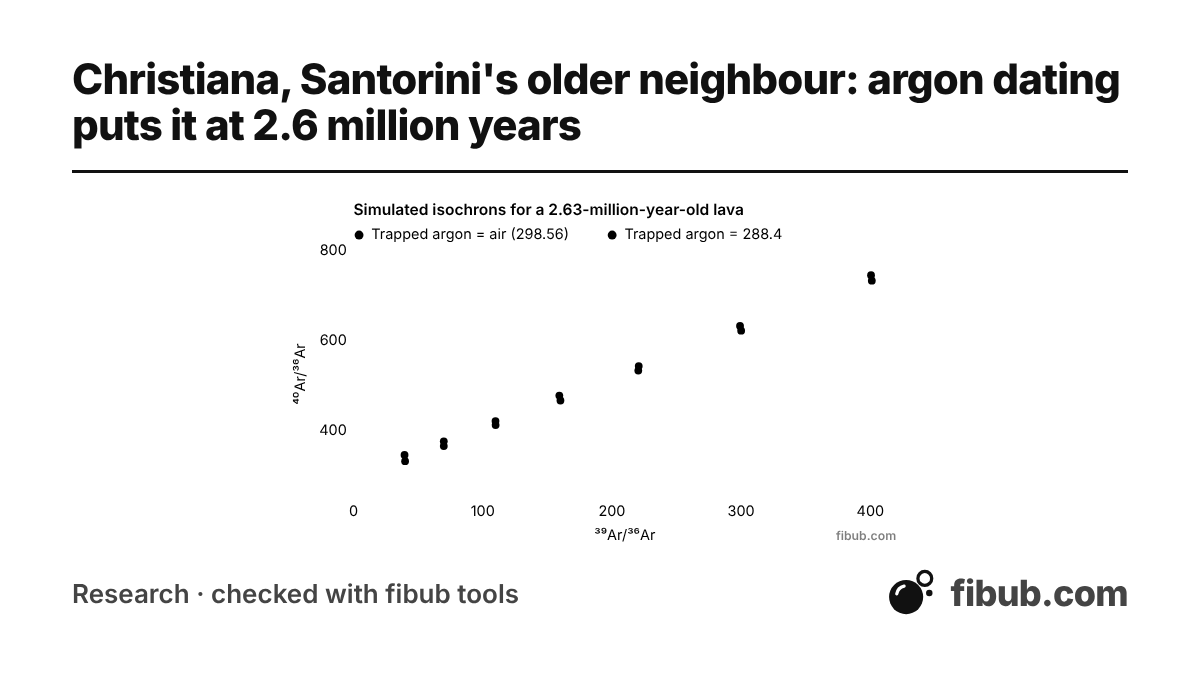 Christiana, Santorini's older neighbour: argon dating
puts it at 2.6 million years
Simulated isochrons for a 2.63-million-year-old lava
Trapped argon = air (298.56) Trapped argon = 288.4
800
600
400
⁴⁰Ar/³⁶Ar
0 100 200 300 400
³⁹Ar/³⁶Ar
fibub.com
Research · checked with fibub tools
fibub.com